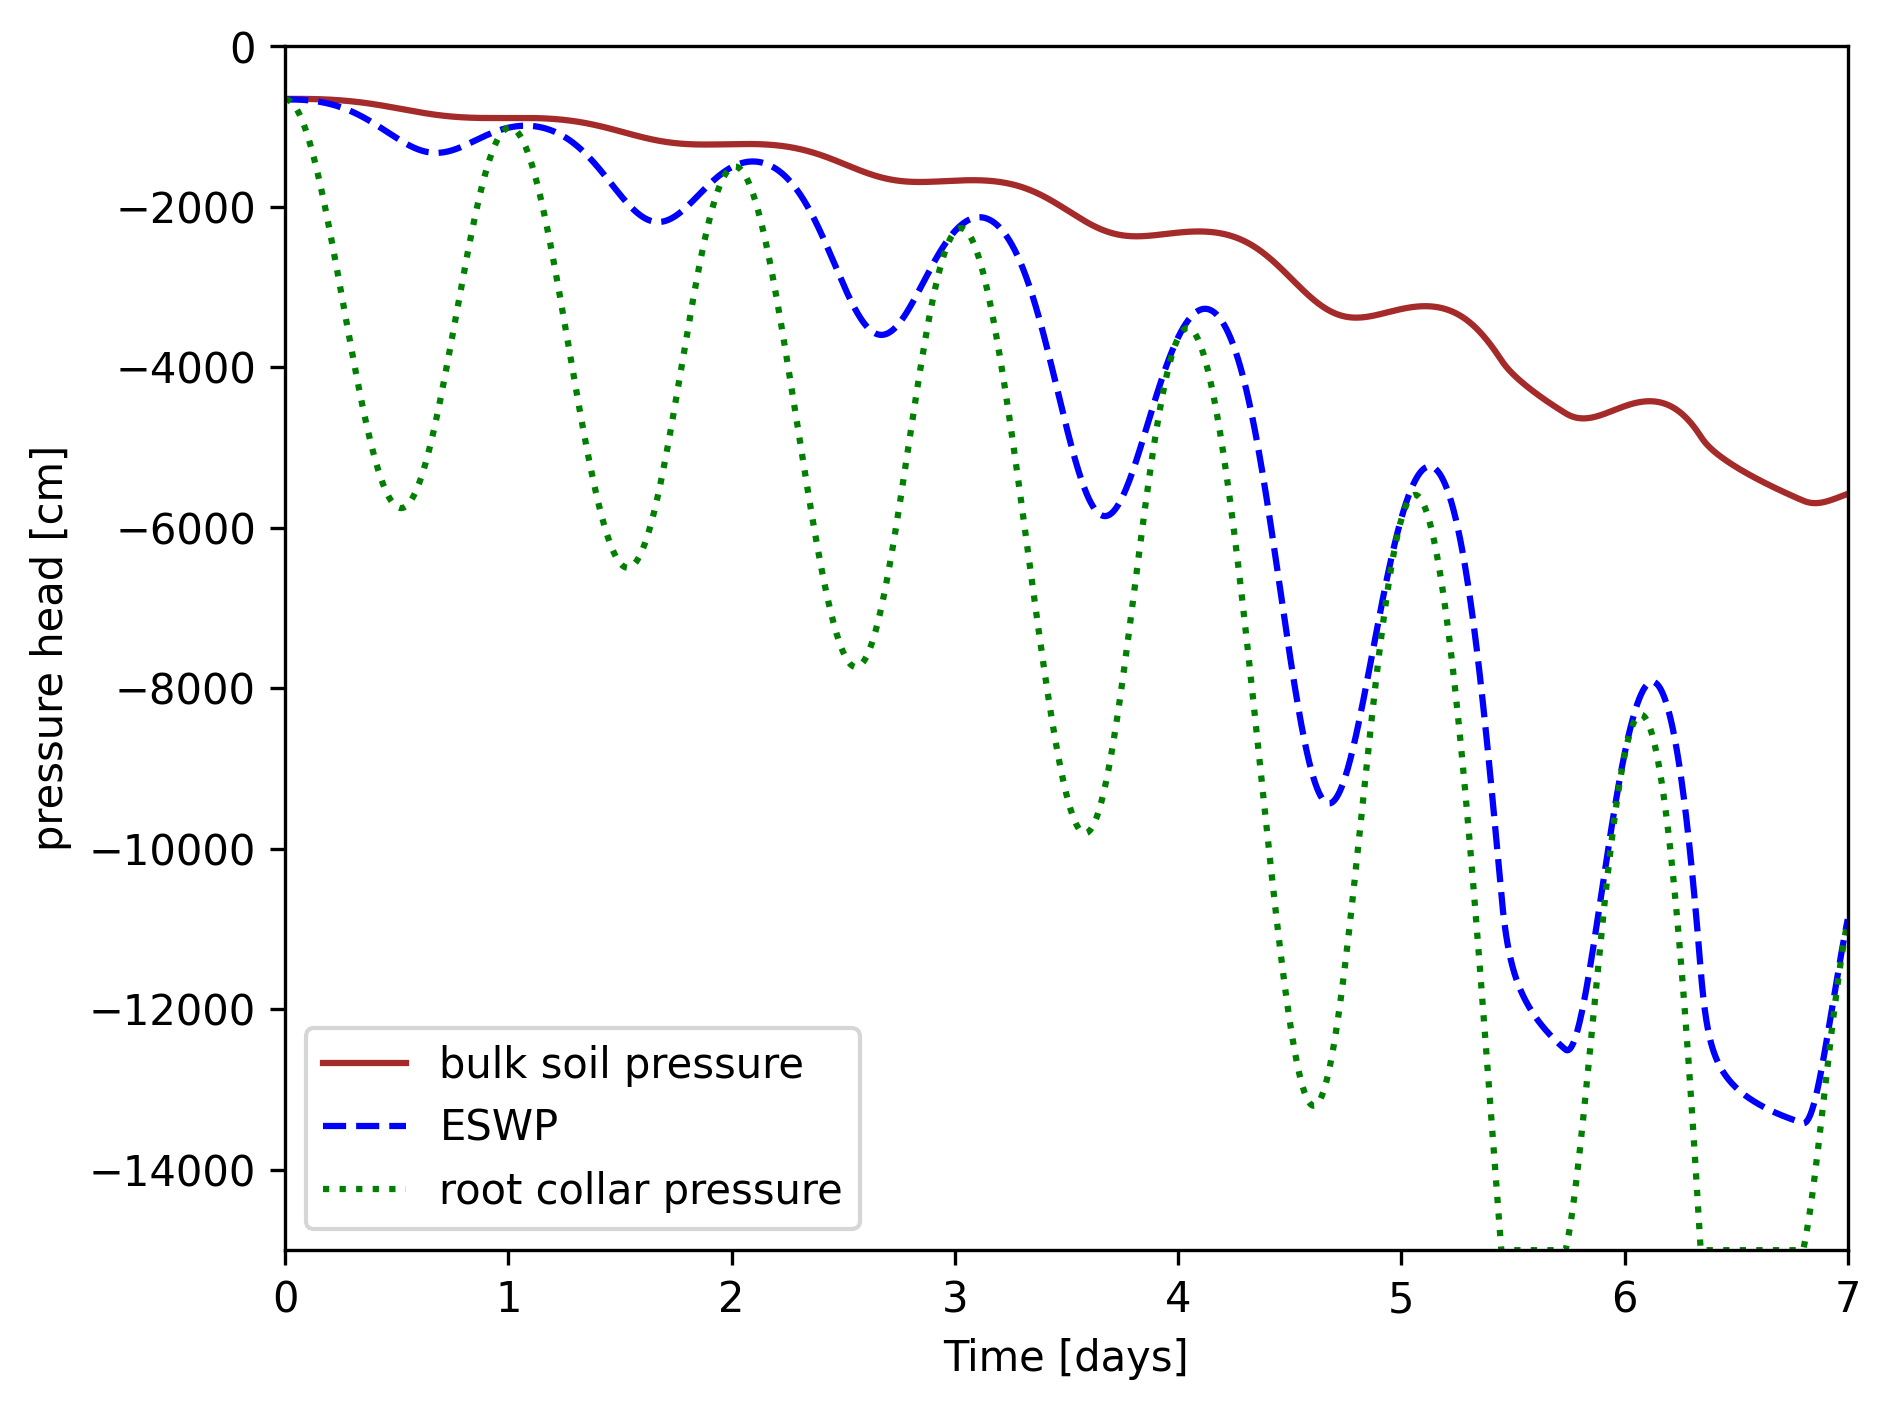 0
−2000
−4000
−6000
−8000
−10000
−12000
−14000
pressure head [cm]
bulk soil pressure
ESWP
root collar pressure
0 1 2 3 4 5 6 7
Time [days]